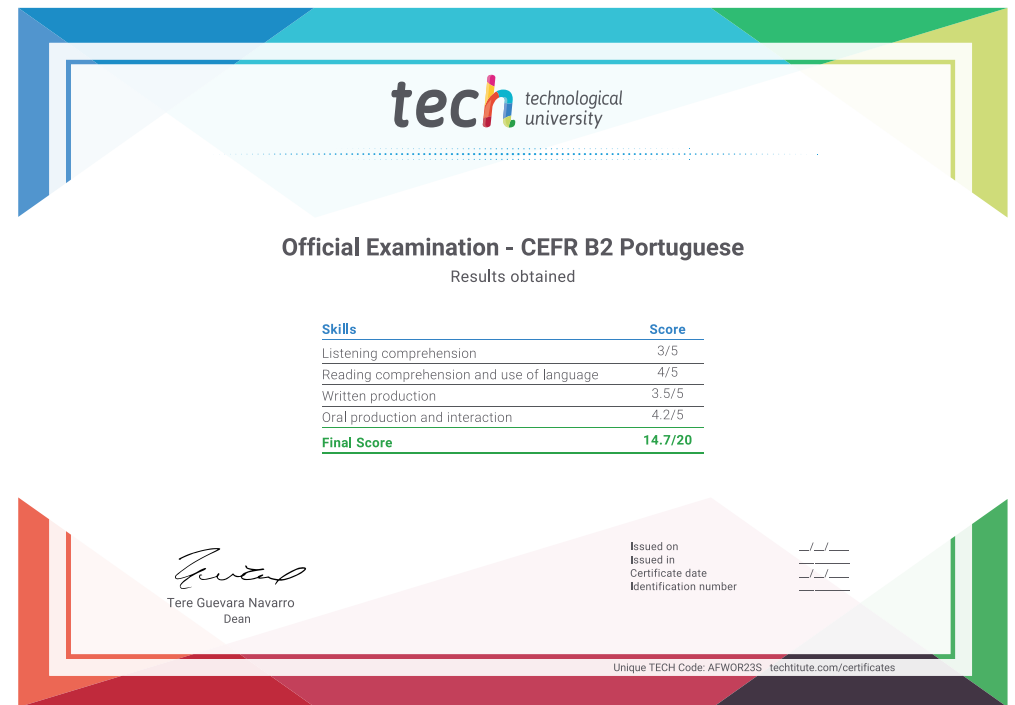 tech technological
university
Official Examination - CEFR B2 Portuguese
Results obtained
Skills Score
Listening comprehension 3/5
Reading comprehension and use of language 4/5
Written production 3.5/5
Oral production and interaction 4.2/5
Final Score 14.7/20
Issued on __/__/___
Issued in ________
Certificate date __/__/___
Identification number ________
Tere Guevara Navarro
Dean
Unique TECH Code: AFWOR23S techtitute.com/certificates